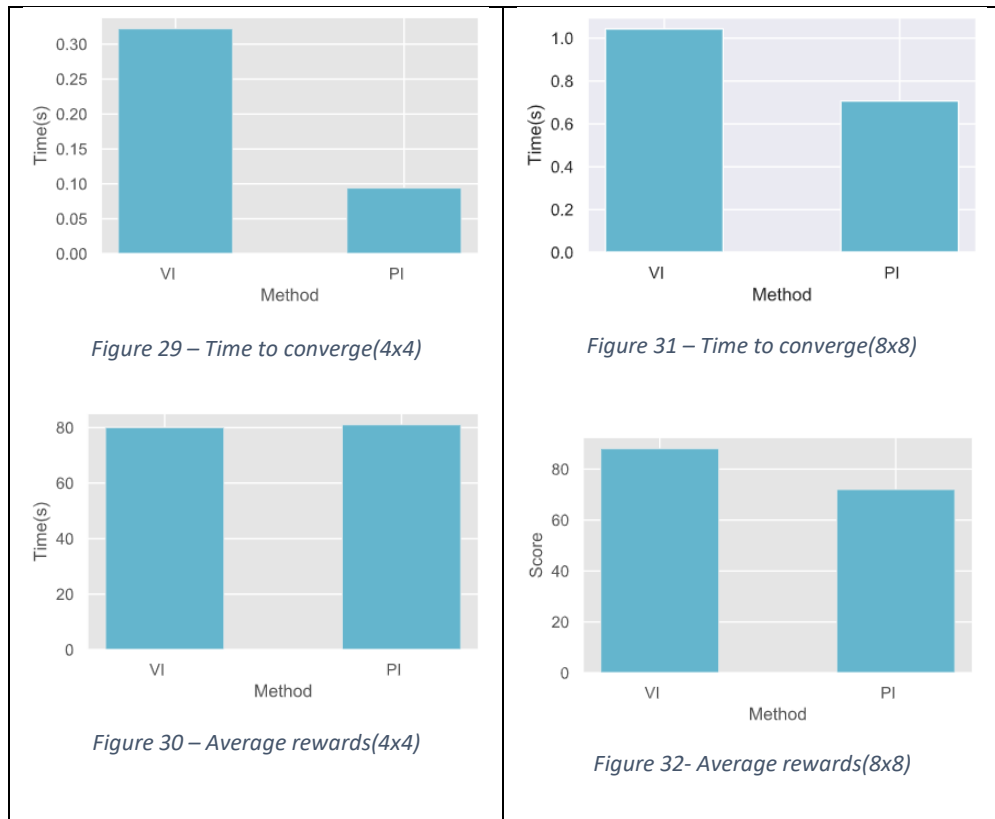 0.30
0.25
0.20
0.15
0.10
0.05
0.00
Time(s)
VI PI
Method
Figure 29 – Time to converge(4x4)
80
60
40
20
0
Time(s)
VI PI
Method
Figure 30 – Average rewards(4x4)
1.0
0.8
0.6
0.4
0.2
0.0
Time(s)
VI PI
Method
Figure 31 – Time to converge(8x8)
80
60
40
20
0
Score
VI PI
Method
Figure 32- Average rewards(8x8)